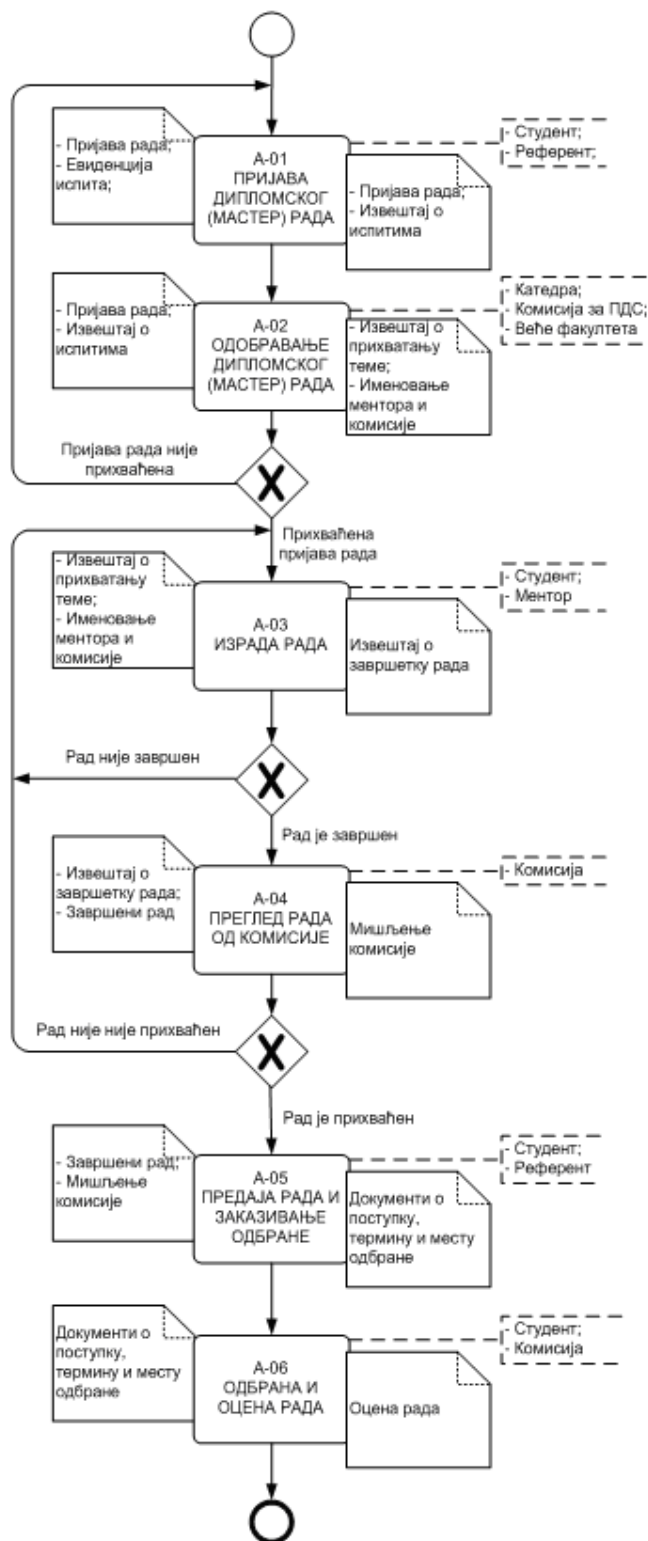 - Пријава рада;
- Евиденција
испита;
А-01
ПРИЈАВА
ДИПЛОМСКОГ
(МАСТЕР) РАДА
- Студент;
- Референт;
- Пријава рада;
- Извештај о
испитима
- Пријава рада;
- Извештај о
испитима
А-02
ОДОБРАВАЊЕ
ДИПЛОМСКОГ
(МАСТЕР) РАДА
- Катедра;
- Комисија за ПДС;
- Веће факултета
- Извештај о
прихватању
теме;
- Именовање
ментора и
комисије
Пријава рада није
прихваћена
X
Прихваћена
пријава рада
- Извештај о
прихватању
теме;
- Именовање
ментора и
комисије
А-03
ИЗРАДА РАДА
- Студент;
- Ментор
Извештај о
завршетку рада
Рад није завршен
X
Рад је завршен
- Извештај о
завршетку рада;
- Завршени рад
А-04
ПРЕГЛЕД РАДА
ОД КОМИСИЈЕ
- Комисија
Мишљење
комисије
Рад није није прихваћен
X
Рад је прихваћен
- Завршени рад;
- Мишљење
комисије
А-05
ПРЕДАЈА РАДА И
ЗАКАЗИВАЊЕ
ОДБРАНЕ
- Студент;
- Референт
Документи о
поступку,
термину и месту
одбране
Документи о
поступку,
термину и месту
одбране
А-06
ОДБРАНА И
ОЦЕНА РАДА
- Студент;
- Комисија
Оцена рада